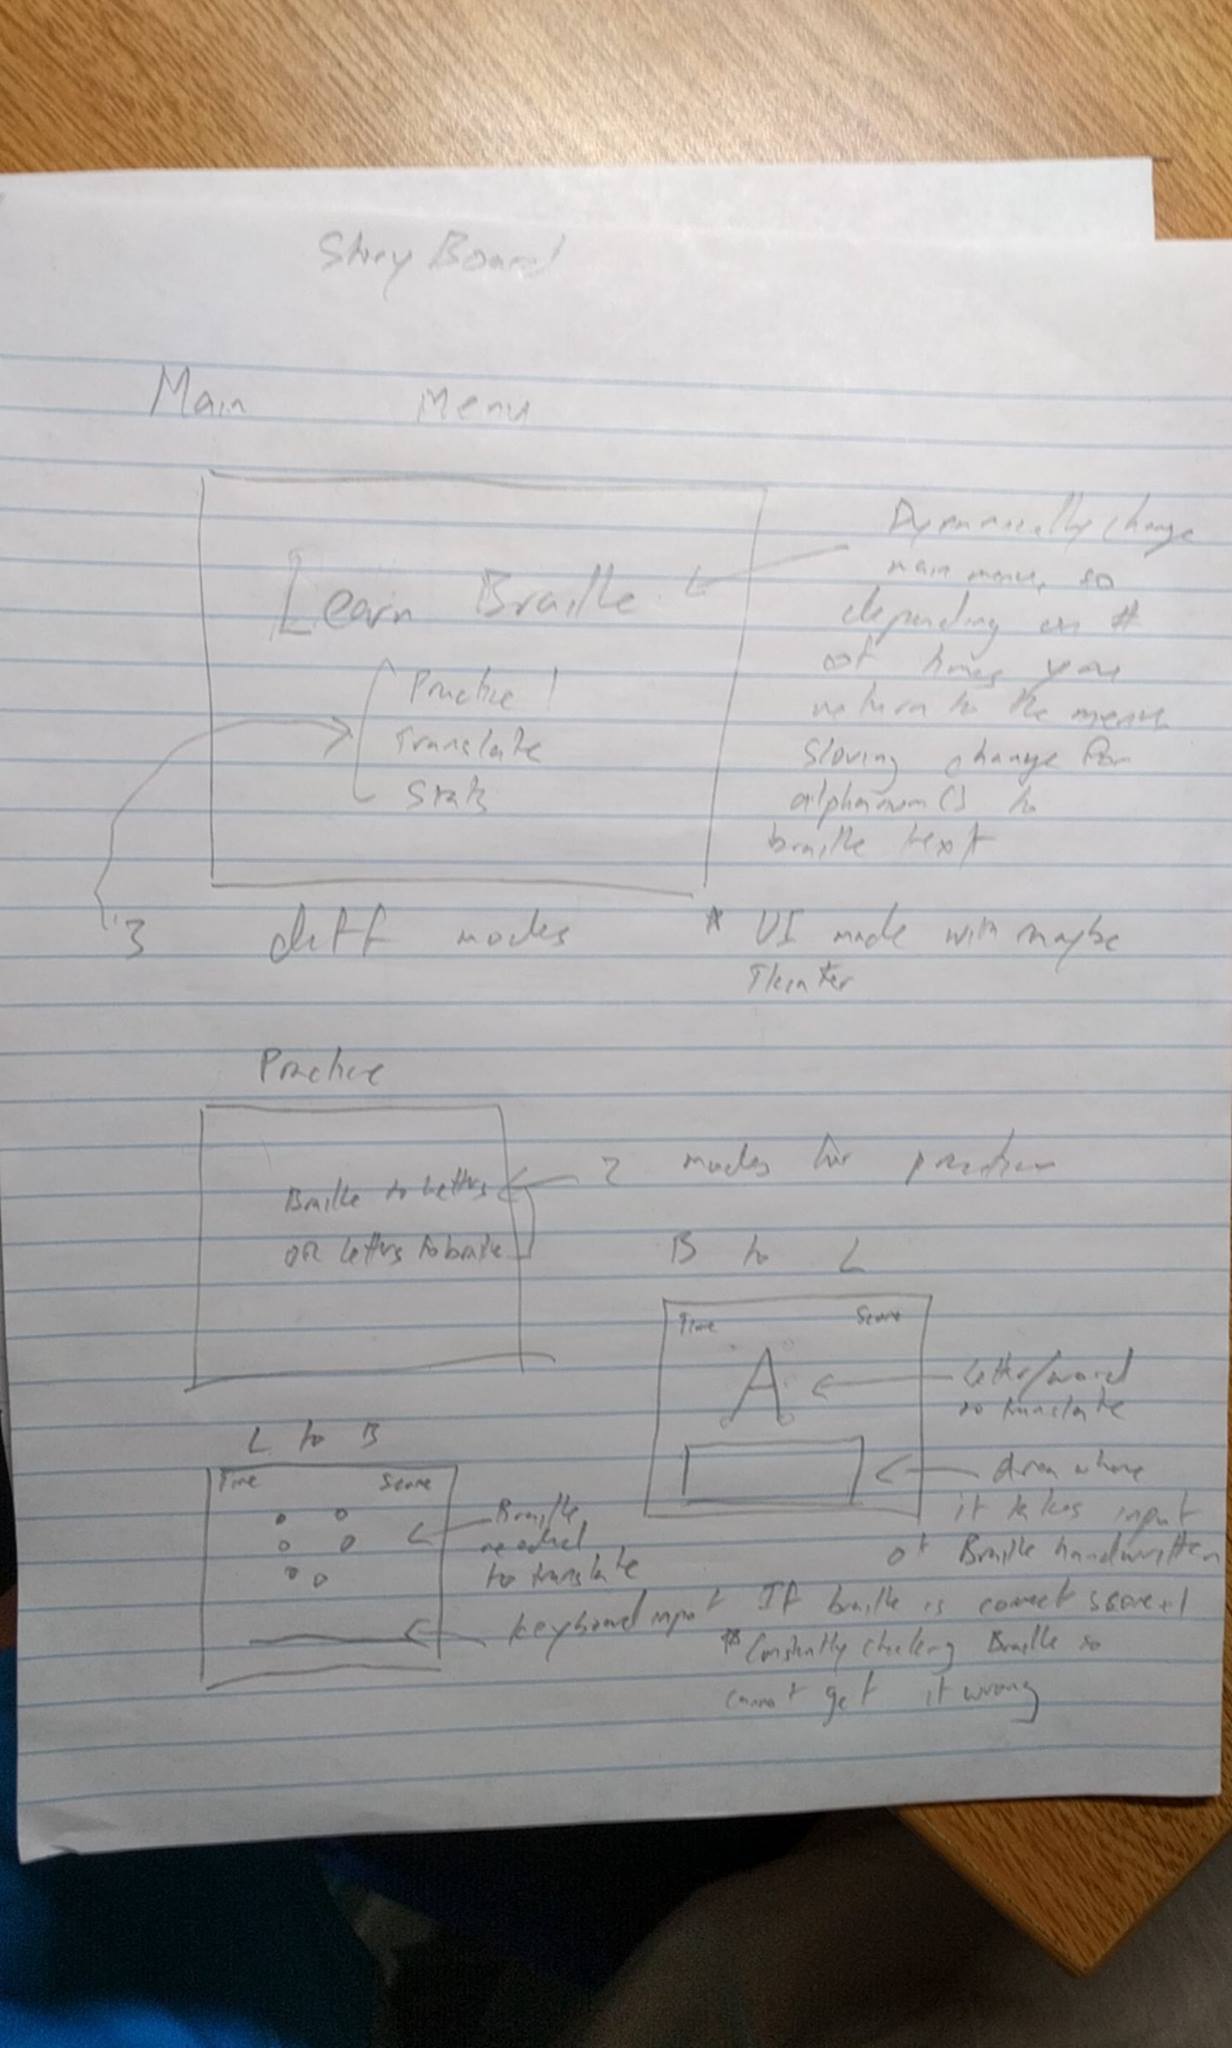 Story Board
Main Menu
Learn Braille
Practice
Translate
Stats
Dynamically change
main menu, so
depending on #
of times you
return to the menu
change for
to
braille text
3 diff modes
* UI made with maybe
Tkinter
Practice
Braille to Letters
OR Letters to braille
2 modes for practice
B to L
Time Score
A
Letter/word
to translate
area where
it takes input
of Braille handwritten
If braille is correct score+1
* Constantly checking Braille so
cannot get it wrong
L to B
Time Score
Braille
needed
to translate
keyboard input